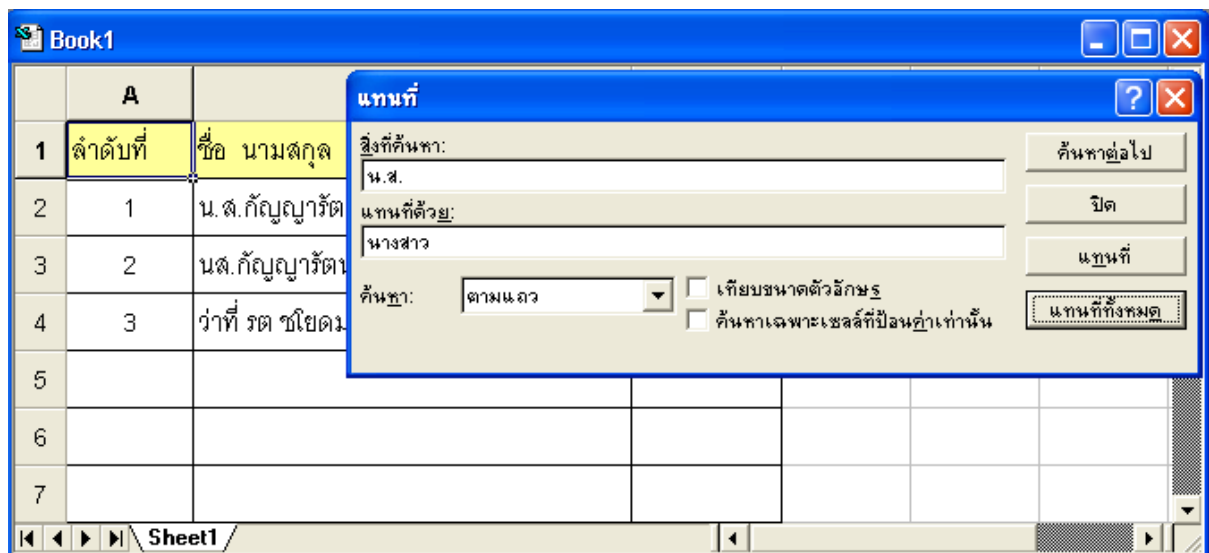 Book1
A
1 ลำดับที่ ชื่อ นามสกุล
2 1 น.ส.กัญญารัต
3 2 นส.กัญญารัตน
4 3 ว่าที่ รต ชโยดม
5
6
7
Sheet1
แทนที่
สิ่งที่ค้นหา:
น.ส.
แทนที่ด้วย:
นางสาว
ค้นหา: ตามแถว
เทียบขนาดตัวอักษร
ค้นหาเฉพาะเซลล์ที่ป้อนค่าเท่านั้น
ค้นหาต่อไป
ปิด
แทนที่
แทนที่ทั้งหมด